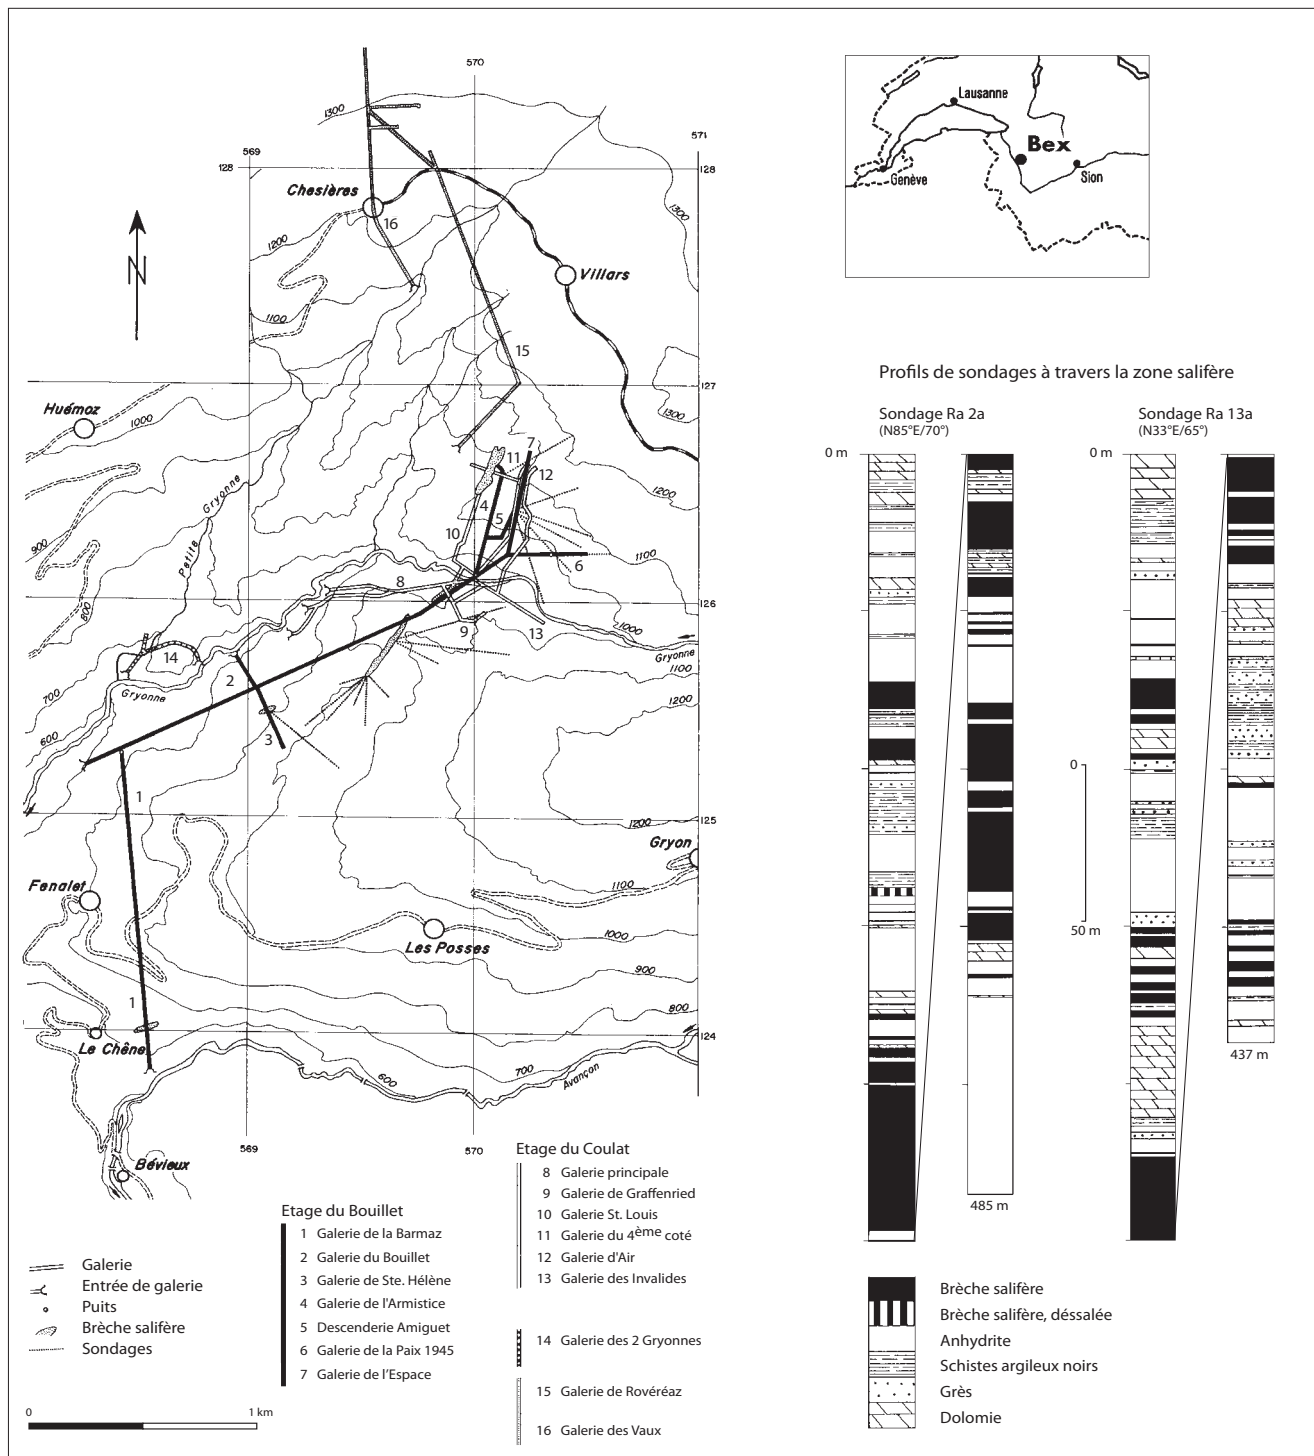 570
1300
571
569
128
128
Chesières
1300
16
1200
Villars
1100
15
127
127
Huémoz
1000
1300
7
11
12
Petite Gryonne
1200
4
5
900
10
1100
6
8
800
126
126
1000
9
13
14
Gryonne
1100
2
700
Gryonne
1200
600
3
1
125
125
1200
Gryon
Fenalet
1100
Les Posses
1000
900
1
800
124
124
Le Chêne
700
600
Avançon
569
570
Bévieux
Lausanne
Bex
Genève
Sion
Profils de sondages à travers la zone salifère
Sondage Ra 2a
(N85°E/70°)
Sondage Ra 13a
(N33°E/65°)
0 m
0 m
0
50 m
437 m
485 m
Galerie
Entrée de galerie
Puits
Brèche salifère
Sondages
0
1 km
Etage du Bouillet
1 Galerie de la Barmaz
2 Galerie du Bouillet
3 Galerie de Ste. Hélène
4 Galerie de l'Armistice
5 Descenderie Amiguet
6 Galerie de la Paix 1945
7 Galerie de l'Espace
Etage du Coulat
8 Galerie principale
9 Galerie de Graffenried
10 Galerie St. Louis
11 Galerie du 4ème coté
12 Galerie d'Air
13 Galerie des Invalides
14 Galerie des 2 Gryonnes
15 Galerie de Rovéréaz
16 Galerie des Vaux
Brèche salifère
Brèche salifère, déssalée
Anhydrite
Schistes argileux noirs
Grès
Dolomie
N